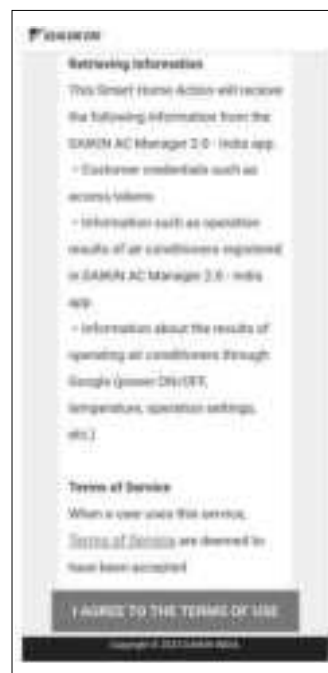 DAIKIN
Retrieving Information
This Smart Home Action will receive
the following information from the
DAIKIN AC Manager 2.0 - India app.
- Customer credentials such as
access tokens
- Information such as operation
results of air conditioners registered
in DAIKIN AC Manager 2.0 - India
app
- Information about the results of
operating air conditioners through
Google (power ON/OFF,
temperature, operation settings,
etc.)
Terms of Service
When a user uses this service,
Terms of Service are deemed to
have been accepted
I AGREE TO THE TERMS OF USE
Copyright © DAIKIN INDIA